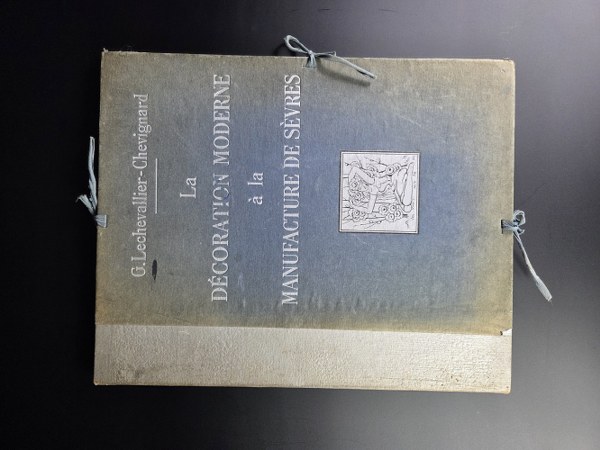 G. Lechevallier-Chevignard
La
DÉCORATION MODERNE
à la
MANUFACTURE DE SÈVRES